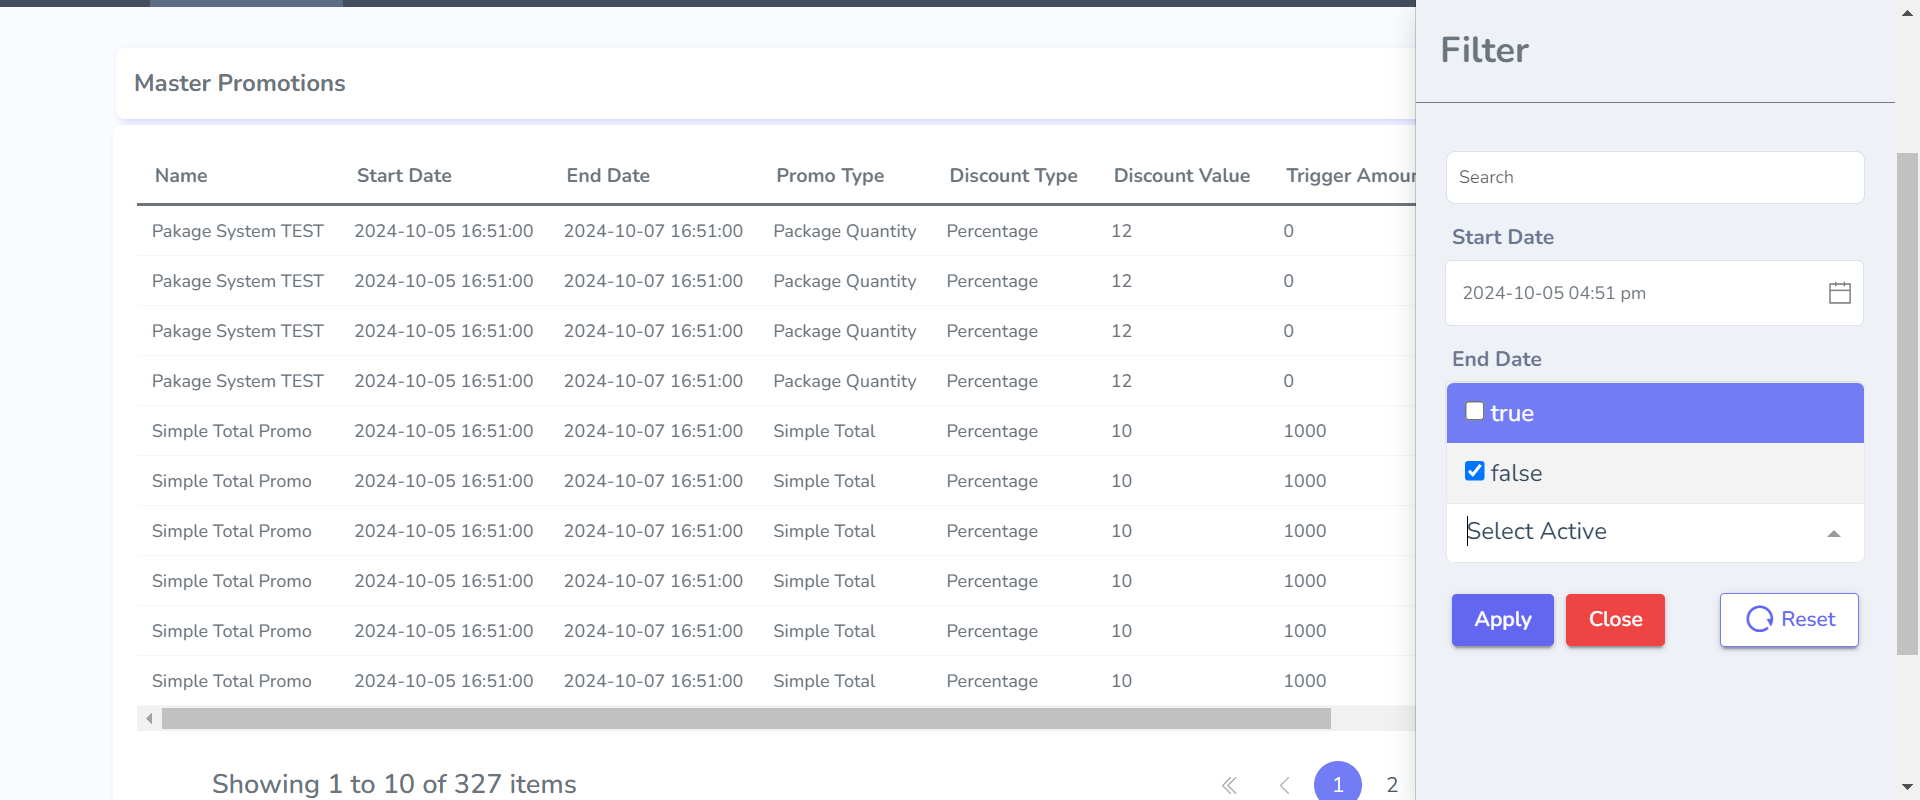 Master Promotions
Name Start Date End Date Promo Type Discount Type Discount Value Trigger Amour
Pakage System TEST 2024-10-05 16:51:00 2024-10-07 16:51:00 Package Quantity Percentage 12 0
Pakage System TEST 2024-10-05 16:51:00 2024-10-07 16:51:00 Package Quantity Percentage 12 0
Pakage System TEST 2024-10-05 16:51:00 2024-10-07 16:51:00 Package Quantity Percentage 12 0
Pakage System TEST 2024-10-05 16:51:00 2024-10-07 16:51:00 Package Quantity Percentage 12 0
Simple Total Promo 2024-10-05 16:51:00 2024-10-07 16:51:00 Simple Total Percentage 10 1000
Simple Total Promo 2024-10-05 16:51:00 2024-10-07 16:51:00 Simple Total Percentage 10 1000
Simple Total Promo 2024-10-05 16:51:00 2024-10-07 16:51:00 Simple Total Percentage 10 1000
Simple Total Promo 2024-10-05 16:51:00 2024-10-07 16:51:00 Simple Total Percentage 10 1000
Simple Total Promo 2024-10-05 16:51:00 2024-10-07 16:51:00 Simple Total Percentage 10 1000
Simple Total Promo 2024-10-05 16:51:00 2024-10-07 16:51:00 Simple Total Percentage 10 1000
Showing 1 to 10 of 327 items
1 2
Filter
Search
Start Date
2024-10-05 04:51 pm
End Date
true
false
Select Active
Apply Close Reset